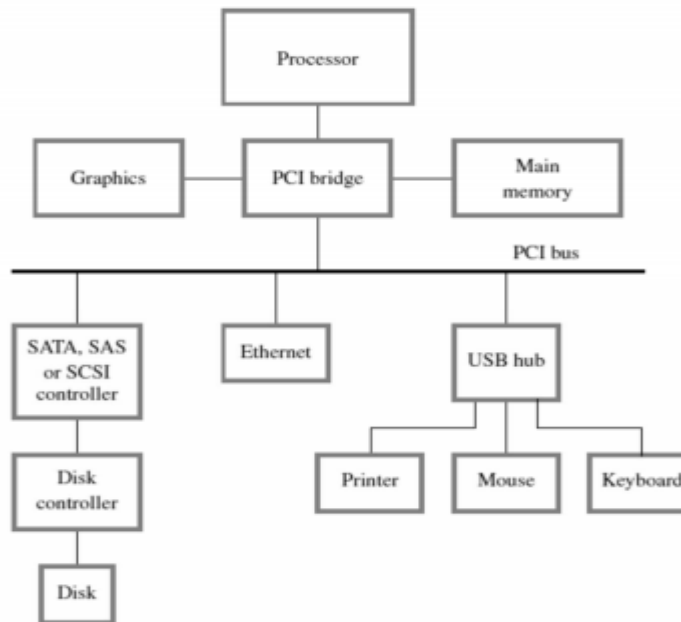 Processor
Graphics
PCI bridge
Main
memory
PCI bus
SATA, SAS
or SCSI
controller
Ethernet
USB hub
Disk
controller
Printer
Mouse
Keyboard
Disk